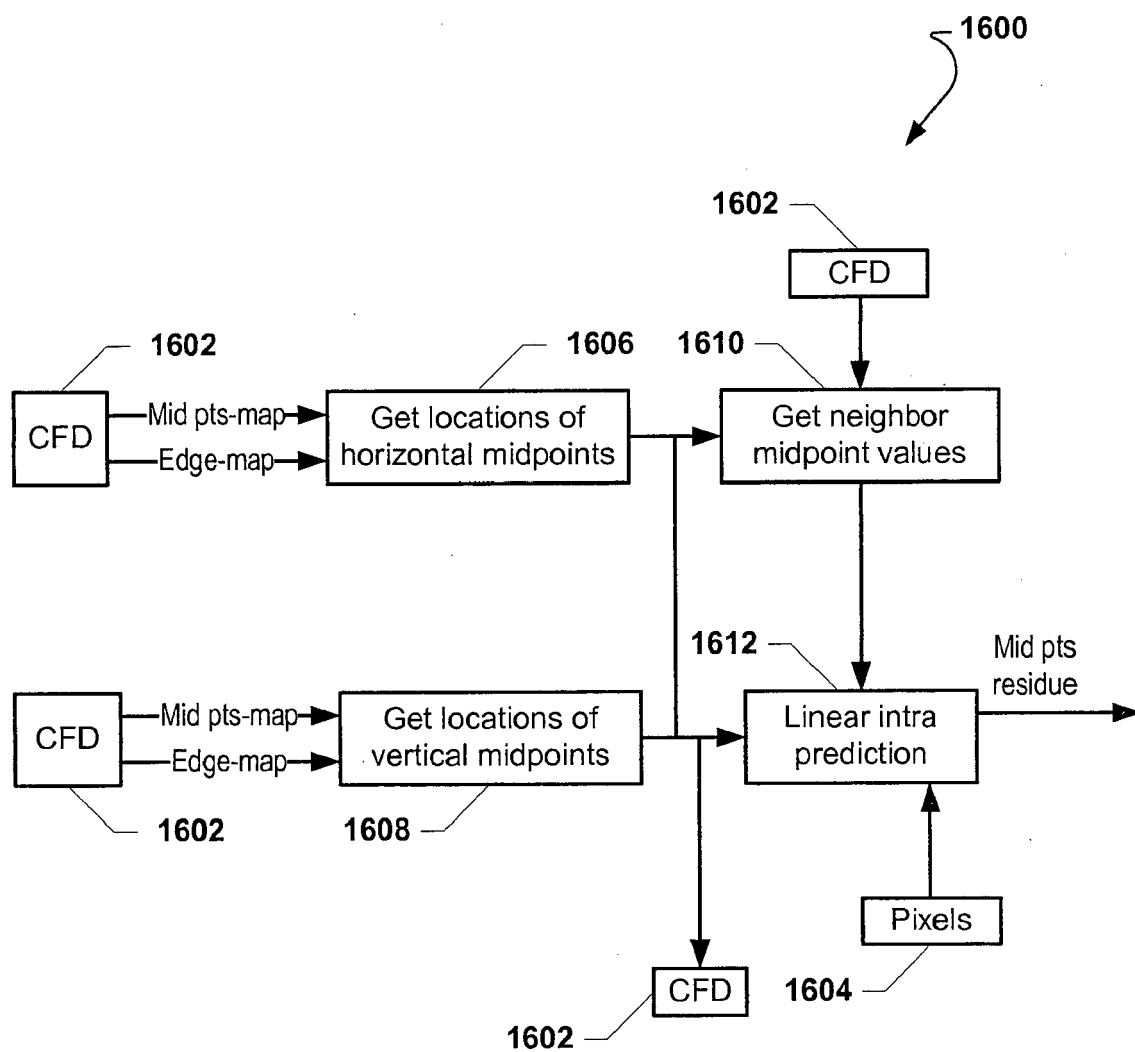 1600
1602
CFD
1602
1606
1610
CFD
Mid pts-map
Edge-map
Get locations of
horizontal midpoints
Get neighbor
midpoint values
1612
Mid pts
residue
CFD
Mid pts-map
Edge-map
Get locations of
vertical midpoints
Linear intra
prediction
1602
1608
Pixels
CFD
1604
1602